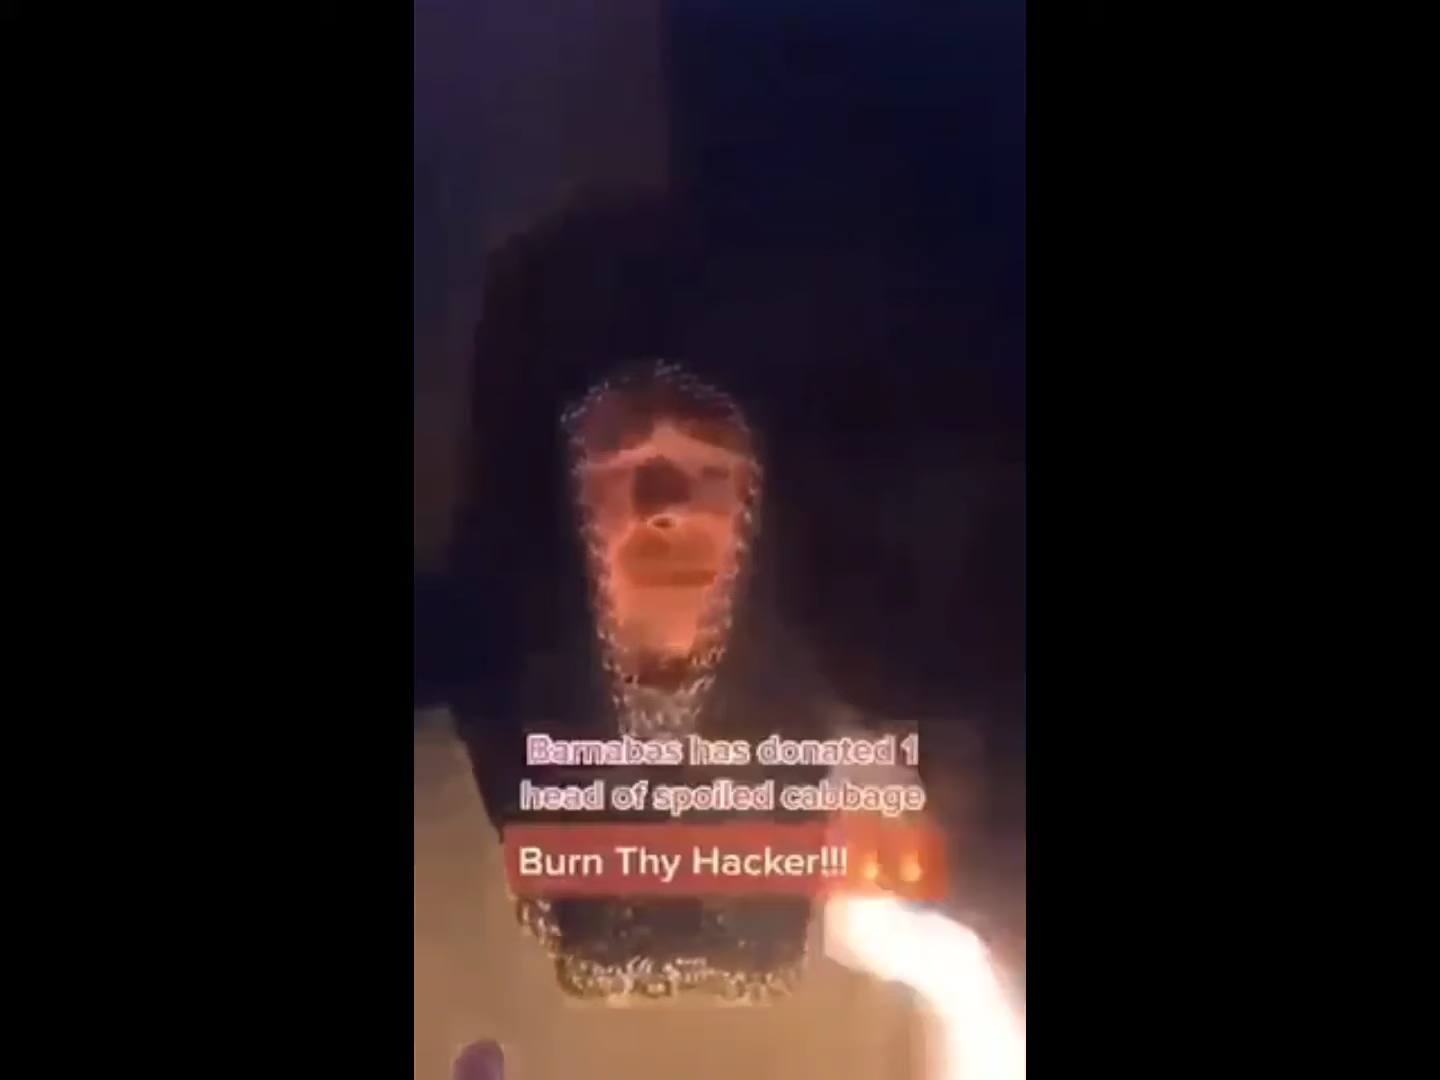 Barnabas has donated 1
head of spoiled cabbage
Burn Thy Hacker!!! 🔥🔥